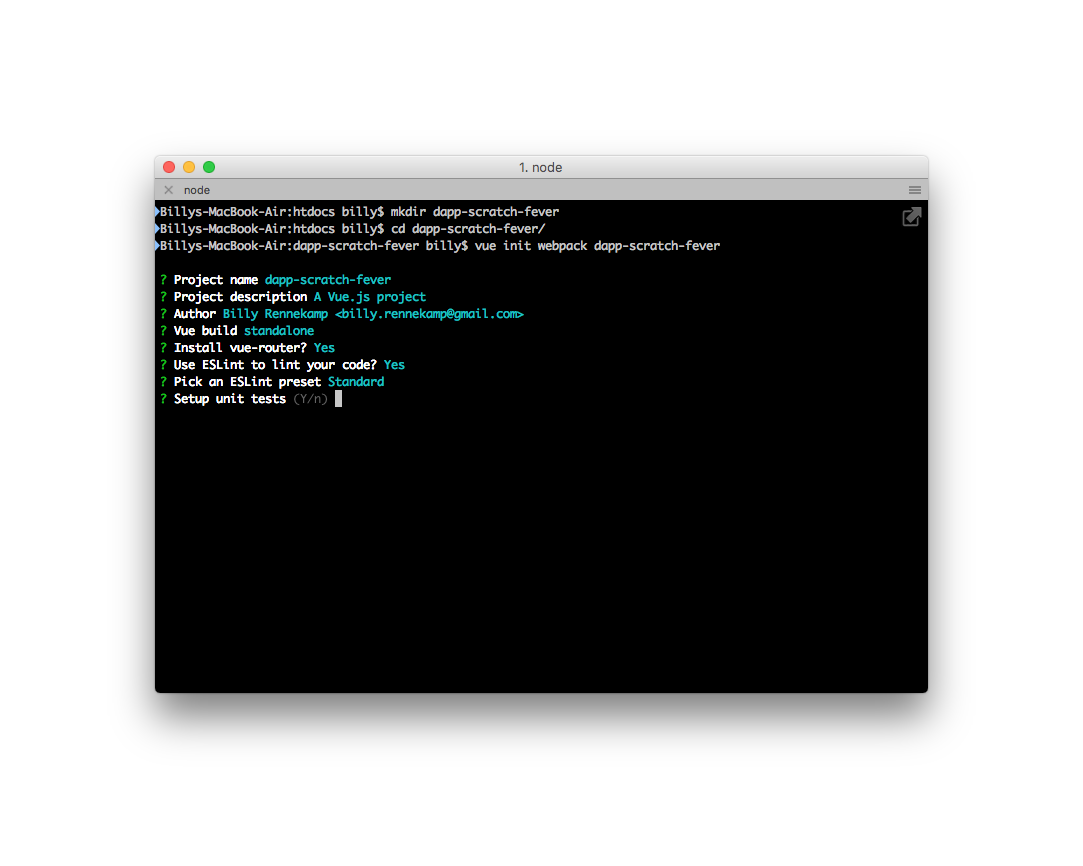 1. node
node
Billys-MacBook-Air:htdocs billy$ mkdir dapp-scratch-fever
Billys-MacBook-Air:htdocs billy$ cd dapp-scratch-fever/
Billys-MacBook-Air:dapp-scratch-fever billy$ vue init webpack dapp-scratch-fever
? Project name dapp-scratch-fever
? Project description A Vue.js project
? Author Billy Rennekamp <billy.rennekamp@gmail.com>
? Vue build standalone
? Install vue-router? Yes
? Use ESLint to lint your code? Yes
? Pick an ESLint preset Standard
? Setup unit tests (Y/n)